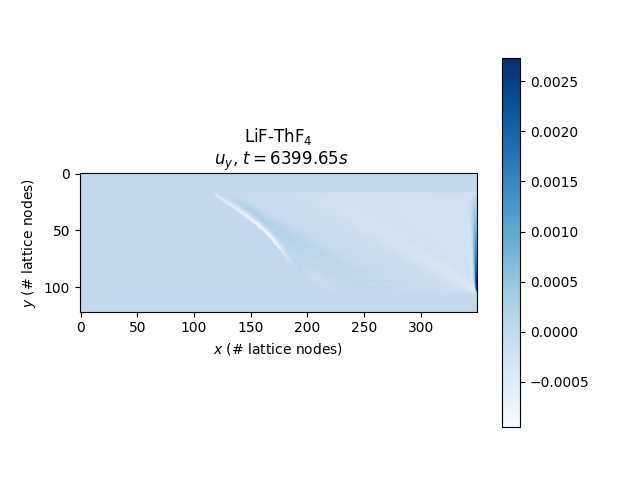 LiF-ThF₄
u_y, t = 6399.65s
0
50
100
y (# lattice nodes)
0 50 100 150 200 250 300
x (# lattice nodes)
0.0025
0.0020
0.0015
0.0010
0.0005
0.0000
−0.0005